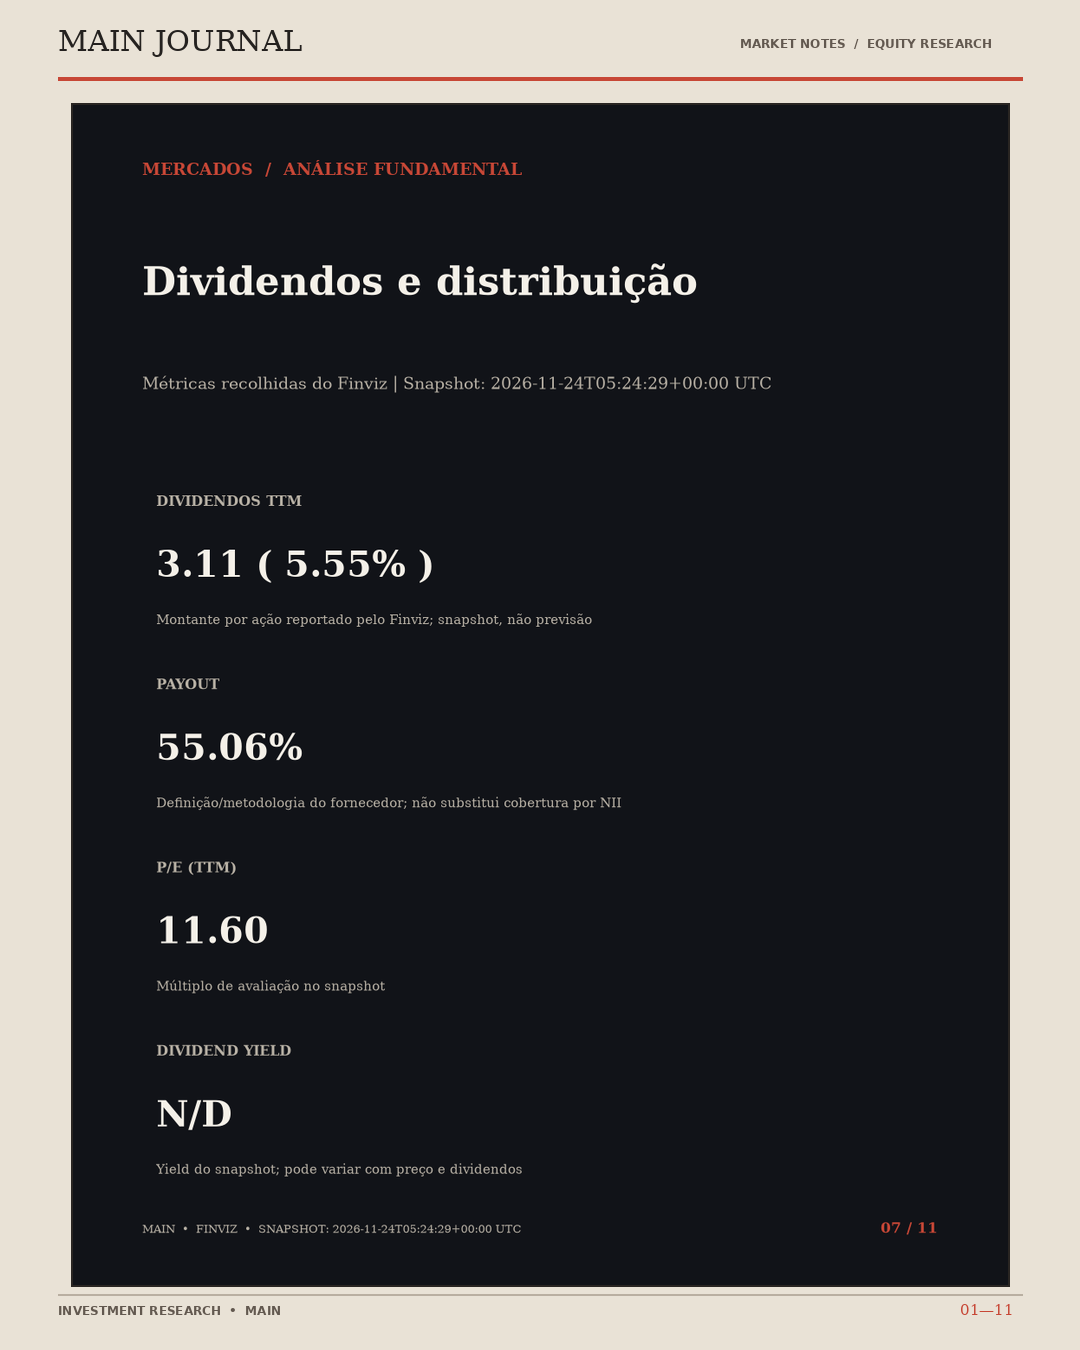 MAIN JOURNAL
MARKET NOTES / EQUITY RESEARCH
MERCADOS / ANÁLISE FUNDAMENTAL
Dividendos e distribuição
Métricas recolhidas do Finviz | Snapshot: 2026-11-24T05:24:29+00:00 UTC
DIVIDENDOS TTM
3.11 ( 5.55% )
Montante por ação reportado pelo Finviz; snapshot, não previsão
PAYOUT
55.06%
Definição/metodologia do fornecedor; não substitui cobertura por NII
P/E (TTM)
11.60
Múltiplo de avaliação no snapshot
DIVIDEND YIELD
N/D
Yield do snapshot; pode variar com preço e dividendos
MAIN • FINVIZ • SNAPSHOT: 2026-11-24T05:24:29+00:00 UTC
07 / 11
INVESTMENT RESEARCH • MAIN
01—11